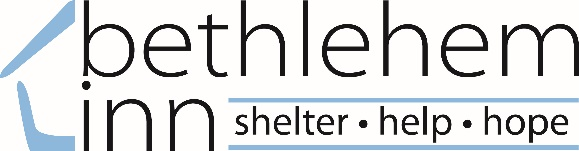 bethlehem
inn
shelter • help • hope